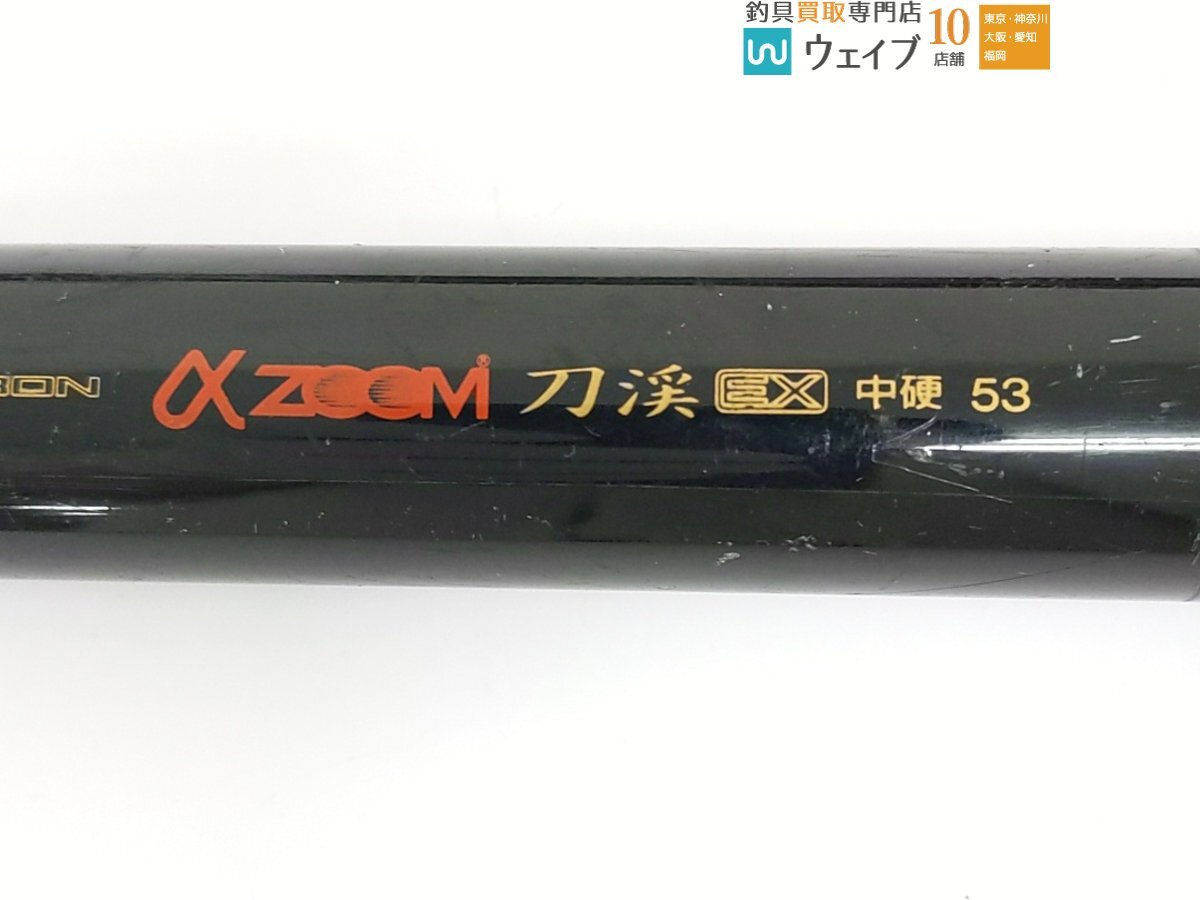 釣具買取専門店
ウェイブ
10
店舗
東京・神奈川
大阪・愛知
福岡
αZOOM® 刀渓 EX 中硬 53